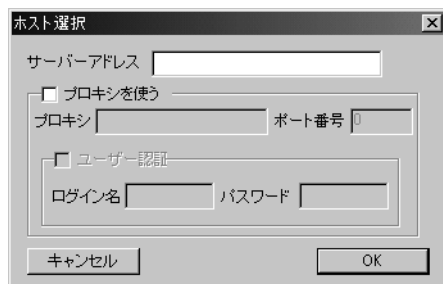 ホスト選択
サーバーアドレス
プロキシを使う
プロキシ ポート番号 0
ユーザー認証
ログイン名 パスワード
キャンセル OK